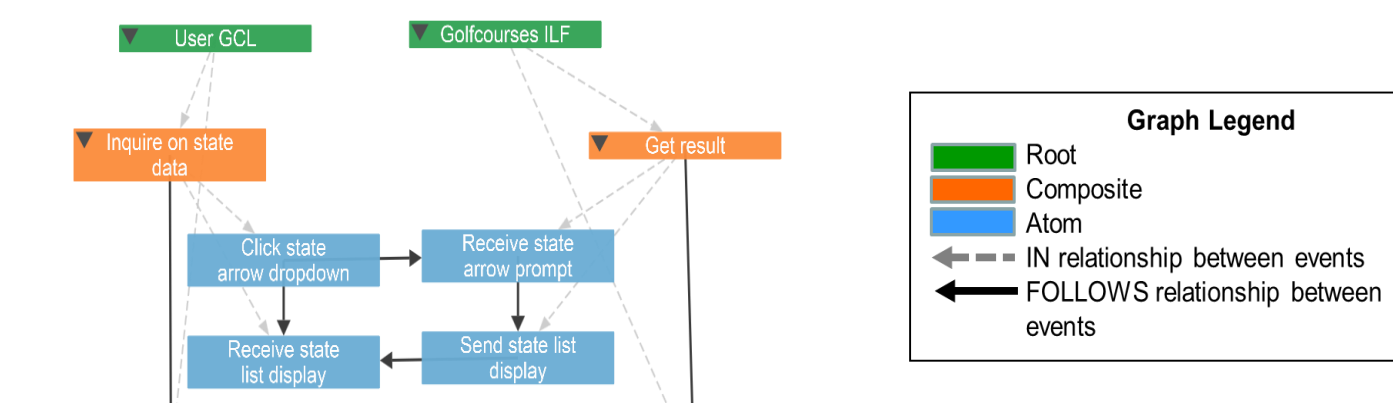 User GCL
Golfcourses ILF
Inquire on state
data
Get result
Click state
arrow dropdown
Receive state
arrow prompt
Receive state
list display
Send state list
display
Graph Legend
Root
Composite
Atom
IN relationship between events
FOLLOWS relationship between
events